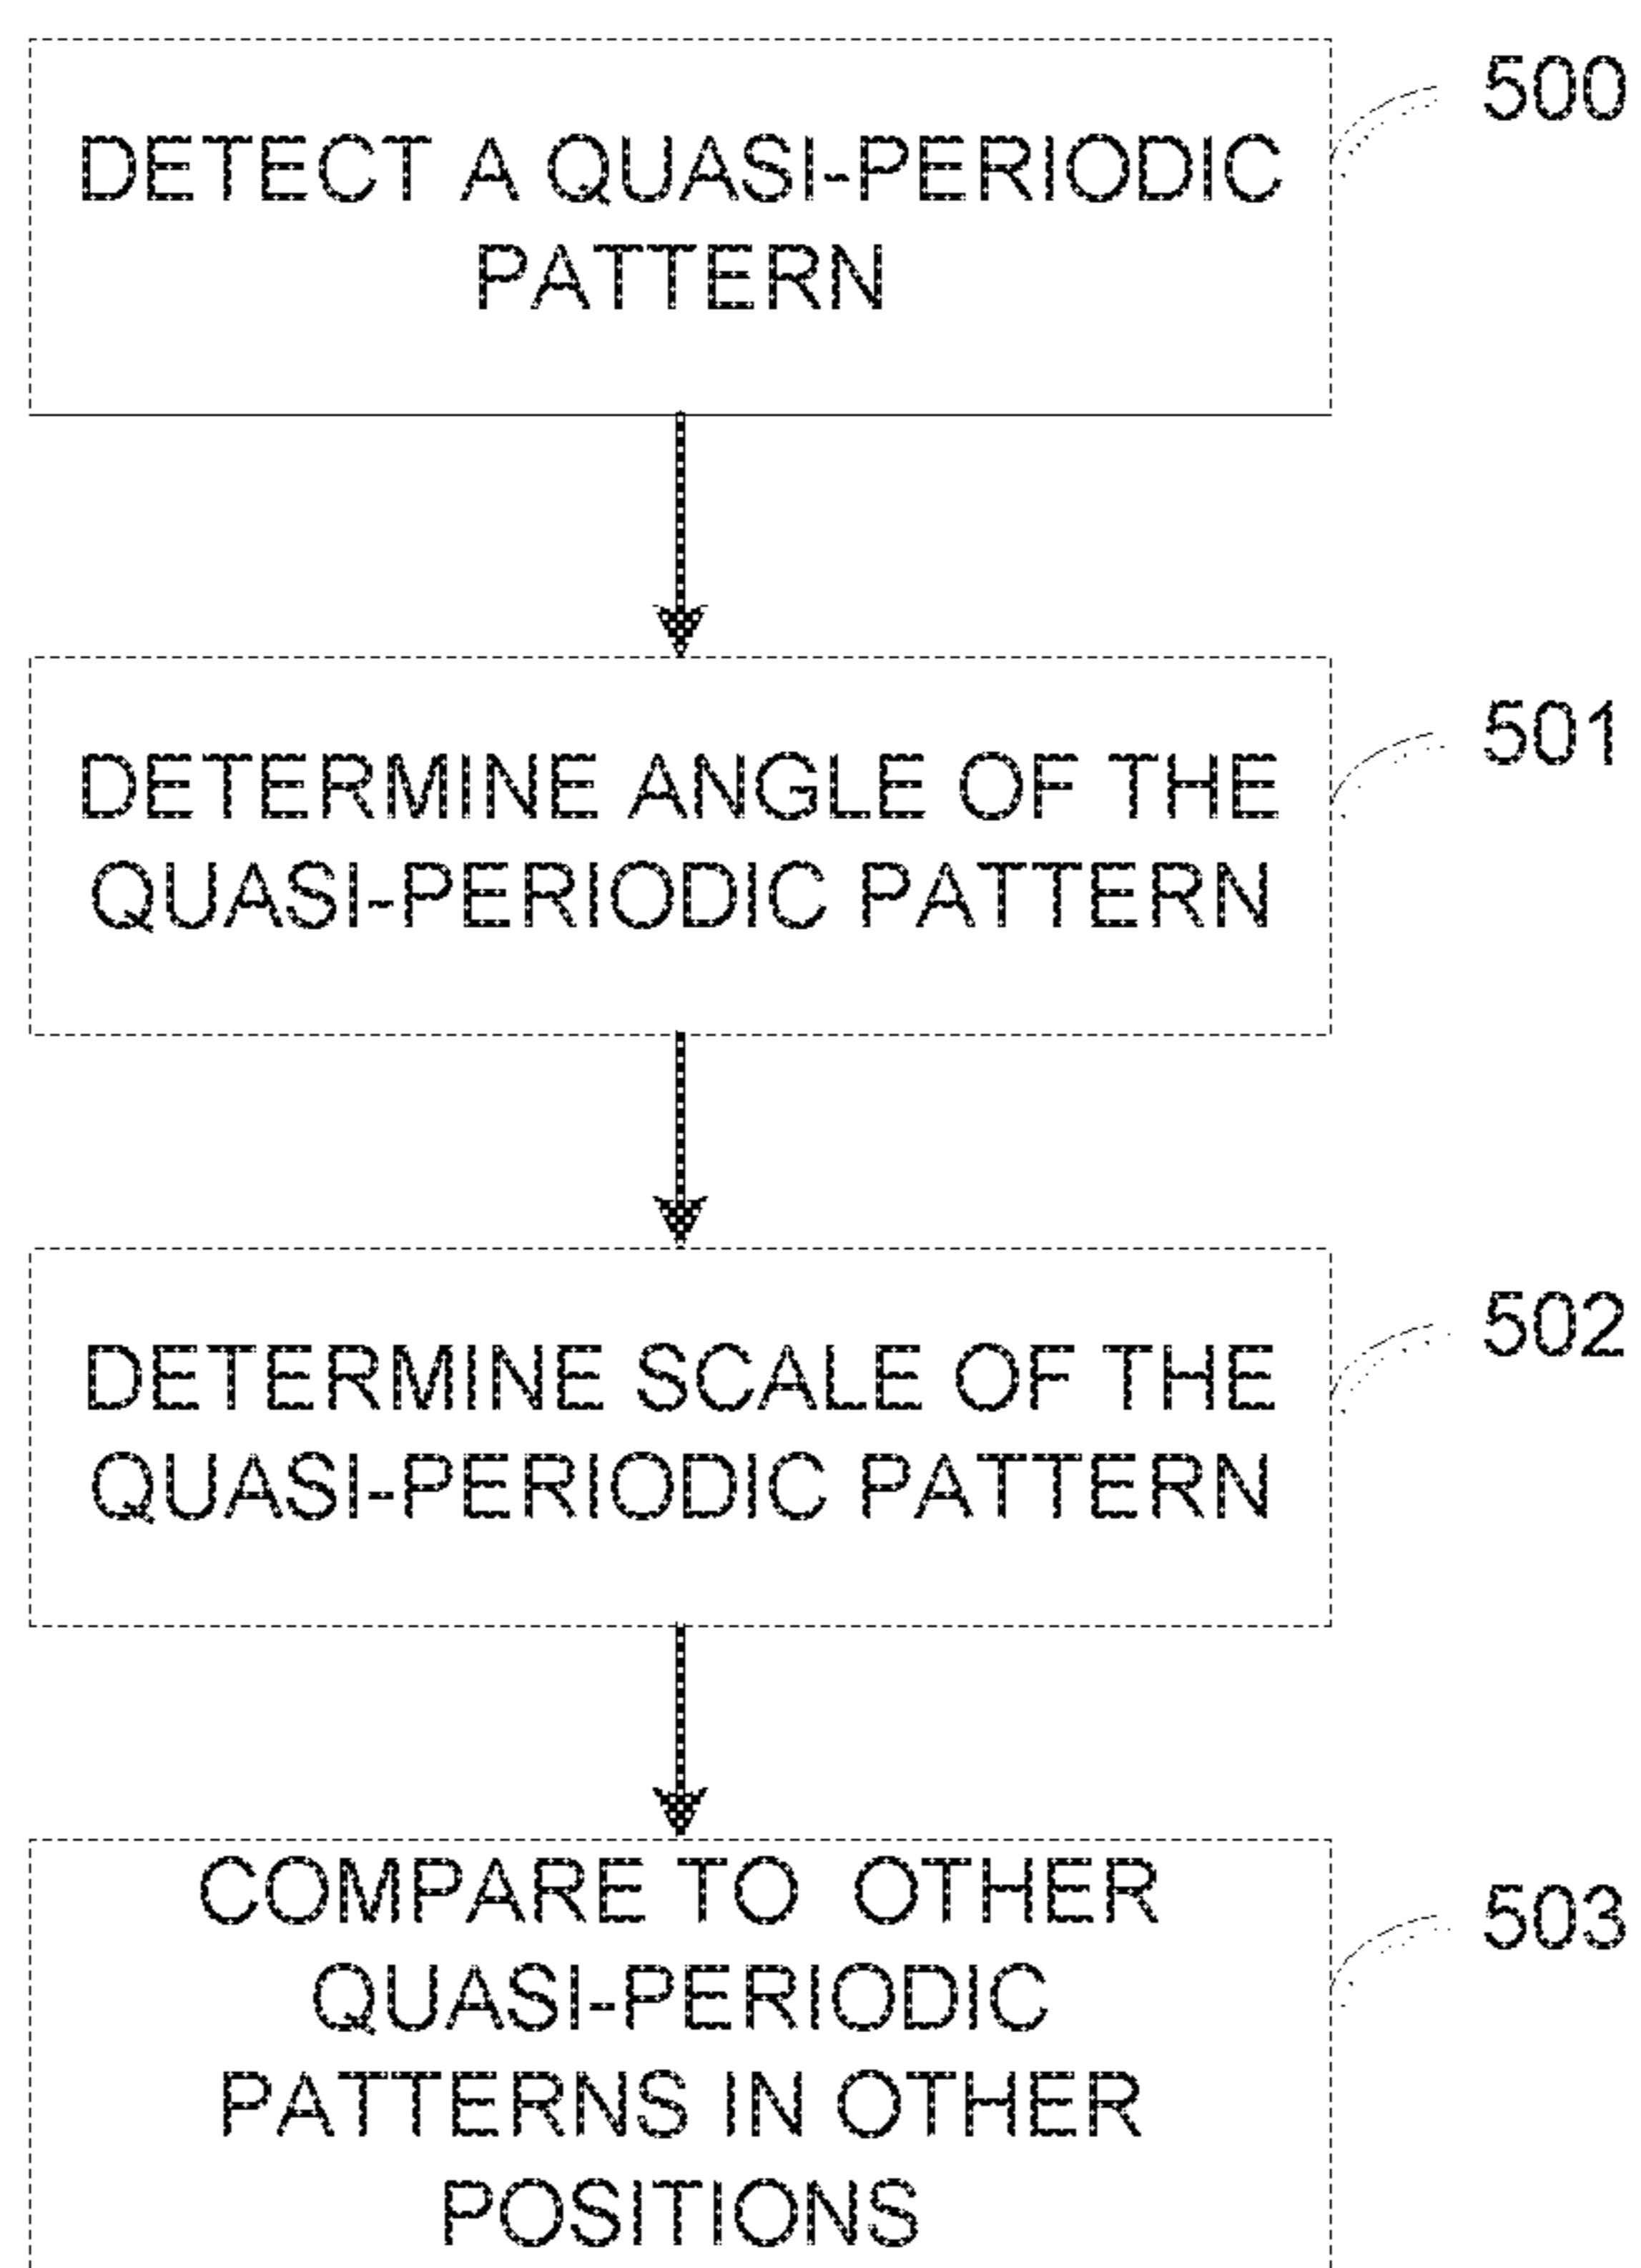 500
DETECT A QUASI-PERIODIC
PATTERN
501
DETERMINE ANGLE OF THE
QUASI-PERIODIC PATTERN
502
DETERMINE SCALE OF THE
QUASI-PERIODIC PATTERN
503
COMPARE TO OTHER
QUASI-PERIODIC
PATTERNS IN OTHER
POSITIONS